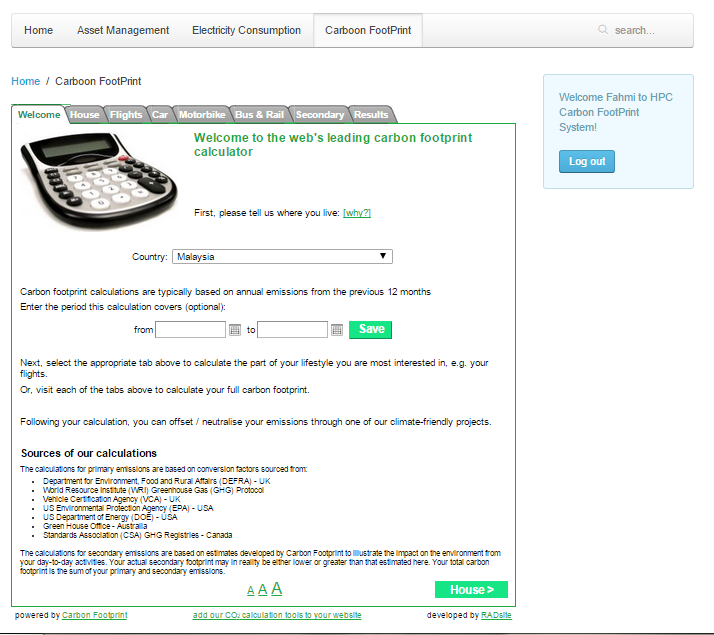 Home Asset Management Electricity Consumption Carboon FootPrint search...
Home / Carboon FootPrint
Welcome Fahmi to HPC
Carbon FootPrint
System!
Log out
Welcome House Flights Car Motorbike Bus & Rail Secondary Results
Welcome to the web's leading carbon footprint
calculator
First, please tell us where you live: [why?]
Country: Malaysia
Carbon footprint calculations are typically based on annual emissions from the previous 12 months
Enter the period this calculation covers (optional):
from to Save
Next, select the appropriate tab above to calculate the part of your lifestyle you are most interested in, e.g. your
flights.
Or, visit each of the tabs above to calculate your full carbon footprint.
Following your calculation, you can offset / neutralise your emissions through one of our climate-friendly projects.
Sources of our calculations
The calculations for primary emissions are based on conversion factors sourced from:
• Department for Environment, Food and Rural Affairs (DEFRA) - UK
• World Resource Institute (WRI) Greenhouse Gas (GHG) Protocol
• Vehicle Certification Agency (VCA) - UK
• US Environmental Protection Agency (EPA) - USA
• US Department of Energy (DOE) - USA
• Green House Office - Australia
• Standards Association (CSA) GHG Registries - Canada
The calculations for secondary emissions are based on estimates developed by Carbon Footprint to illustrate the impact on the environment from
your day-to-day activities. Your actual secondary footprint may in reality be either lower or greater than that estimated here. Your total carbon
footprint is the sum of your primary and secondary emissions.
A A A House >
powered by Carbon Footprint add our CO₂ calculation tools to your website developed by RADsite